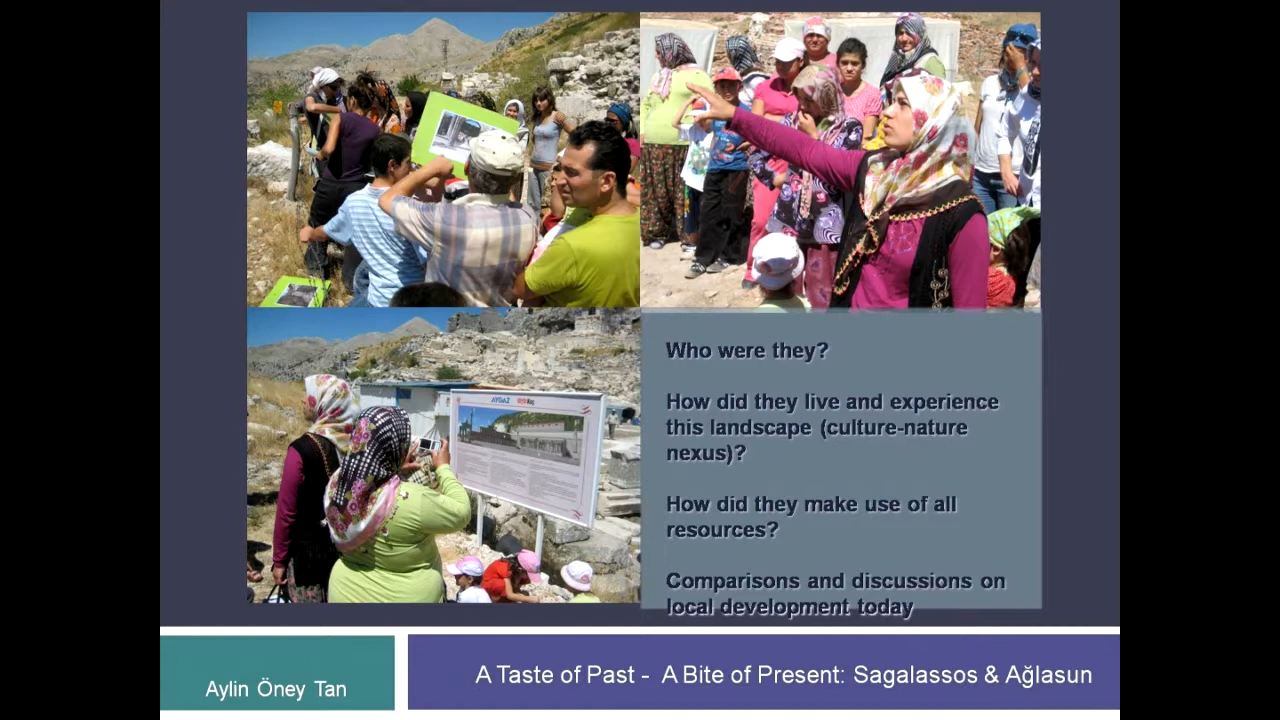 AYGAZ
Who were they?
How did they live and experience
this landscape (culture-nature
nexus)?
How did they make use of all
resources?
Comparisons and discussions on
local development today
Aylin Öney Tan
A Taste of Past - A Bite of Present: Sagalassos & Ağlasun